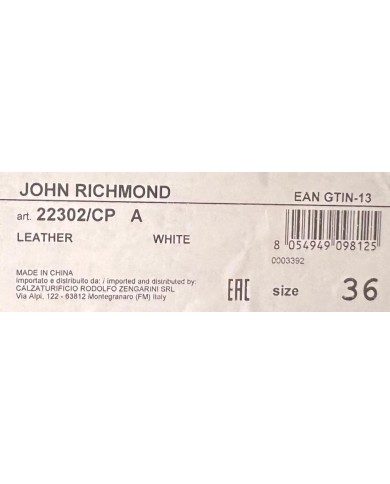 JOHN RICHMOND
EAN GTIN-13
art. 22302/CP A
LEATHER WHITE
8 054949 098125
0003392
MADE IN CHINA
importato e distribuito da: / imported and distributed by:
CALZATURIFICIO RODOLFO ZENGARINI SRL
Via Alpi, 122 - 63812 Montegranaro (FM) Italy
EAC size 36